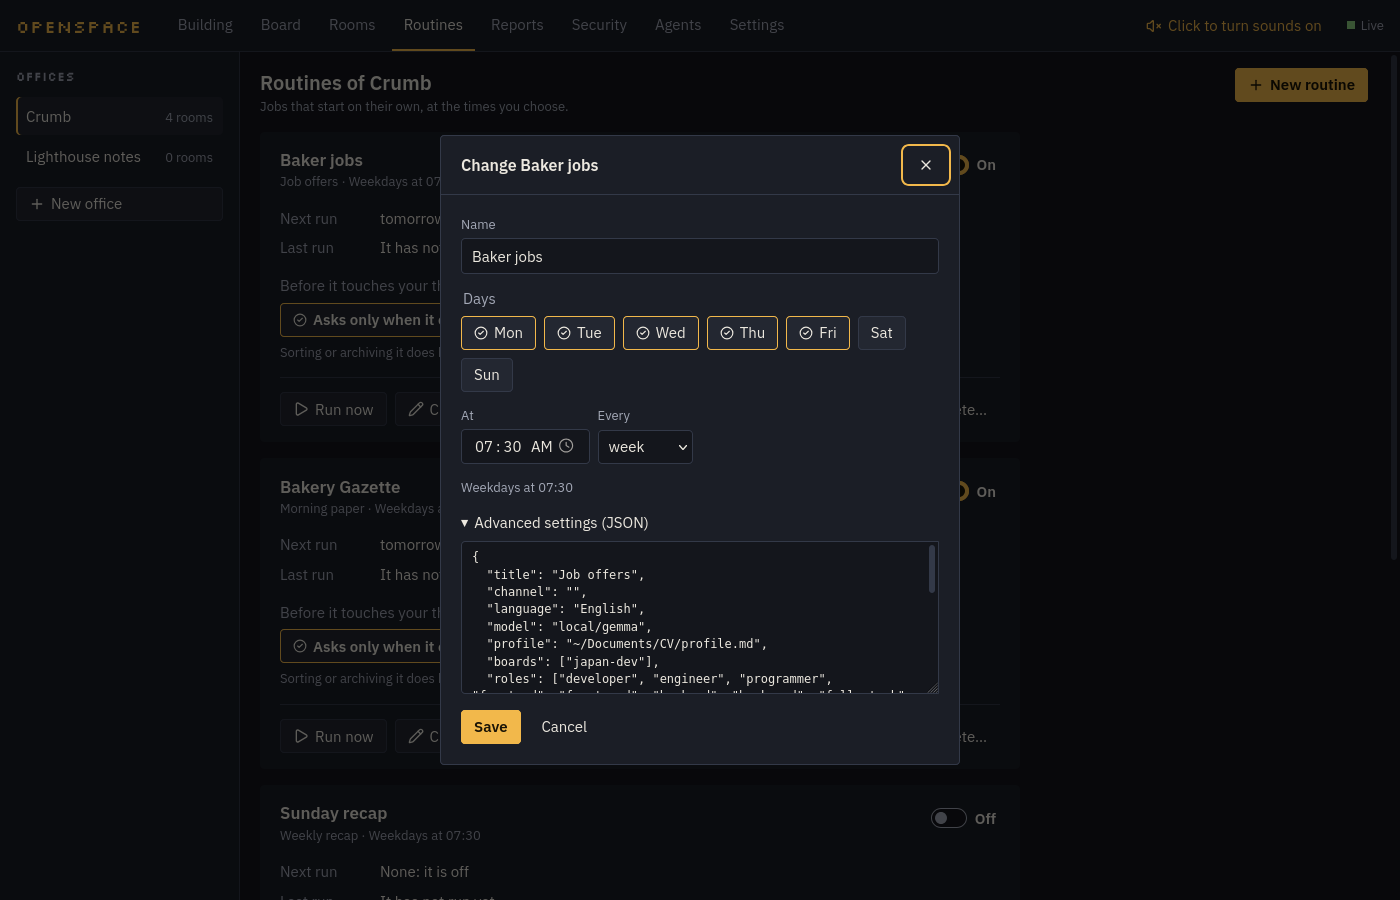 OPENSPACE
Building
Board
Rooms
Routines
Reports
Security
Agents
Settings
Click to turn sounds on
Live
OFFICES
Crumb
4 rooms
Lighthouse notes
0 rooms
New office
Routines of Crumb
Jobs that start on their own, at the times you choose.
New routine
Baker jobs
Job offers · Weekdays at 07
On
Next run
tomorrow
Last run
It has no
Before it touches your
Asks only when it
Sorting or archiving it does
Run now
Bakery Gazette
Morning paper · Weekdays
On
Next run
tomorrow
Last run
It has no
Before it touches your
Asks only when it
Sorting or archiving it does
Run now
Sunday recap
Weekly recap · Weekdays at 07:30
Off
Next run
None: it is off
Change Baker jobs
Name
Baker jobs
Days
Mon
Tue
Wed
Thu
Fri
Sat
Sun
At
Every
07:30 AM
week
Weekdays at 07:30
Advanced settings (JSON)
{
"title": "Job offers",
"channel": "",
"language": "English",
"model": "local/gemma",
"profile": "~/Documents/CV/profile.md",
"boards": ["japan-dev"],
"roles": ["developer", "engineer", "programmer",
Save
Cancel